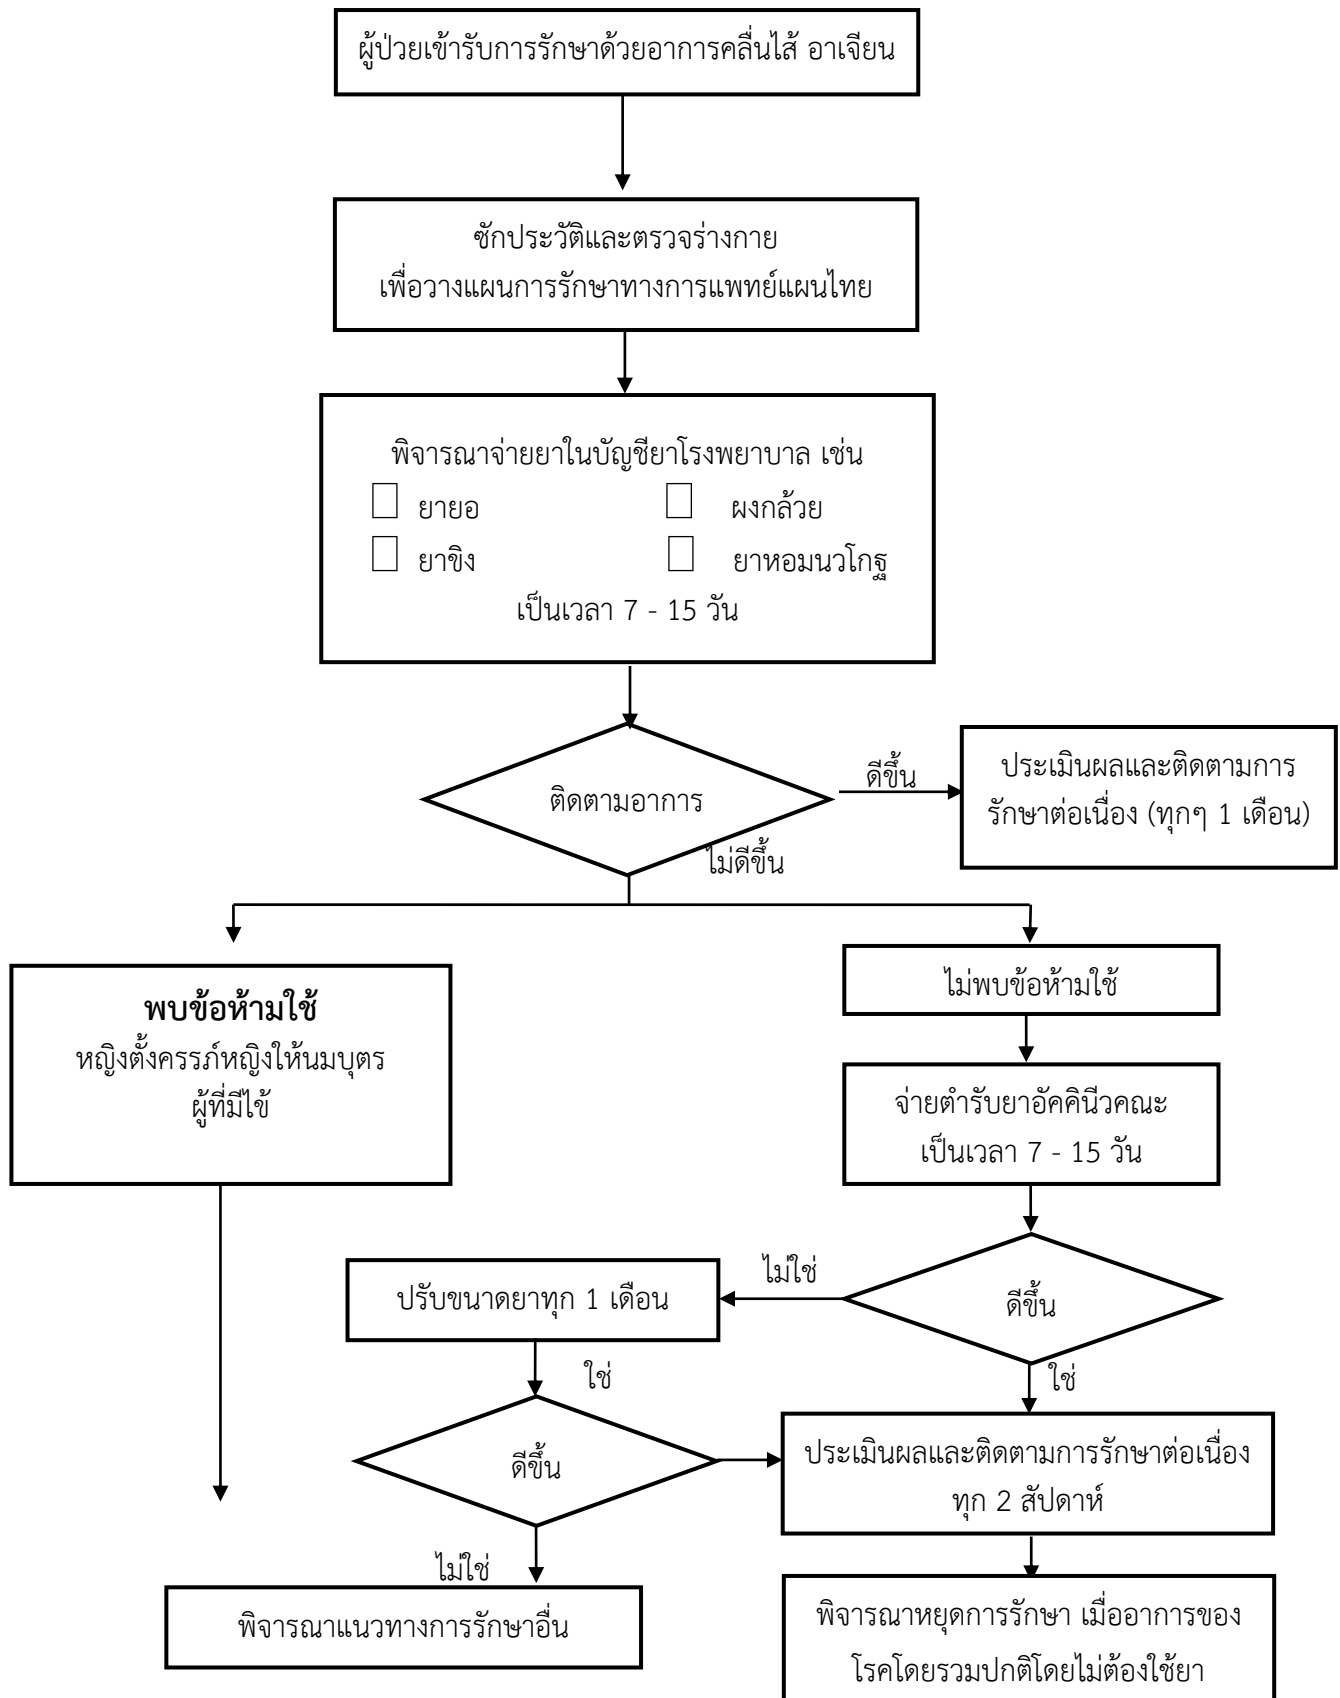 ผู้ป่วยเข้ารับการรักษาด้วยอาการคลื่นไส้ อาเจียน
ซักประวัติและตรวจร่างกาย
เพื่อวางแผนการรักษาทางการแพทย์แผนไทย
พิจารณาจ่ายยาในบัญชียาโรงพยาบาล เช่น
ยายอ ผงกล้วย
ยาขิง ยาหอมนวโกฐ
เป็นเวลา 7 - 15 วัน
ติดตามอาการ
ดีขึ้น
ประเมินผลและติดตามการ
รักษาต่อเนื่อง (ทุกๆ 1 เดือน)
ไม่ดีขึ้น
พบข้อห้ามใช้
หญิงตั้งครรภ์หญิงให้นมบุตร
ผู้ที่มีไข้
ไม่พบข้อห้ามใช้
จ่ายตำรับยาอัคคินีวคณะ
เป็นเวลา 7 - 15 วัน
ดีขึ้น
ไม่ใช่
ปรับขนาดยาทุก 1 เดือน
ใช่
ใช่
ดีขึ้น
ประเมินผลและติดตามการรักษาต่อเนื่อง
ทุก 2 สัปดาห์
ไม่ใช่
พิจารณาแนวทางการรักษาอื่น
พิจารณาหยุดการรักษา เมื่ออาการของ
โรคโดยรวมปกติโดยไม่ต้องใช้ยา